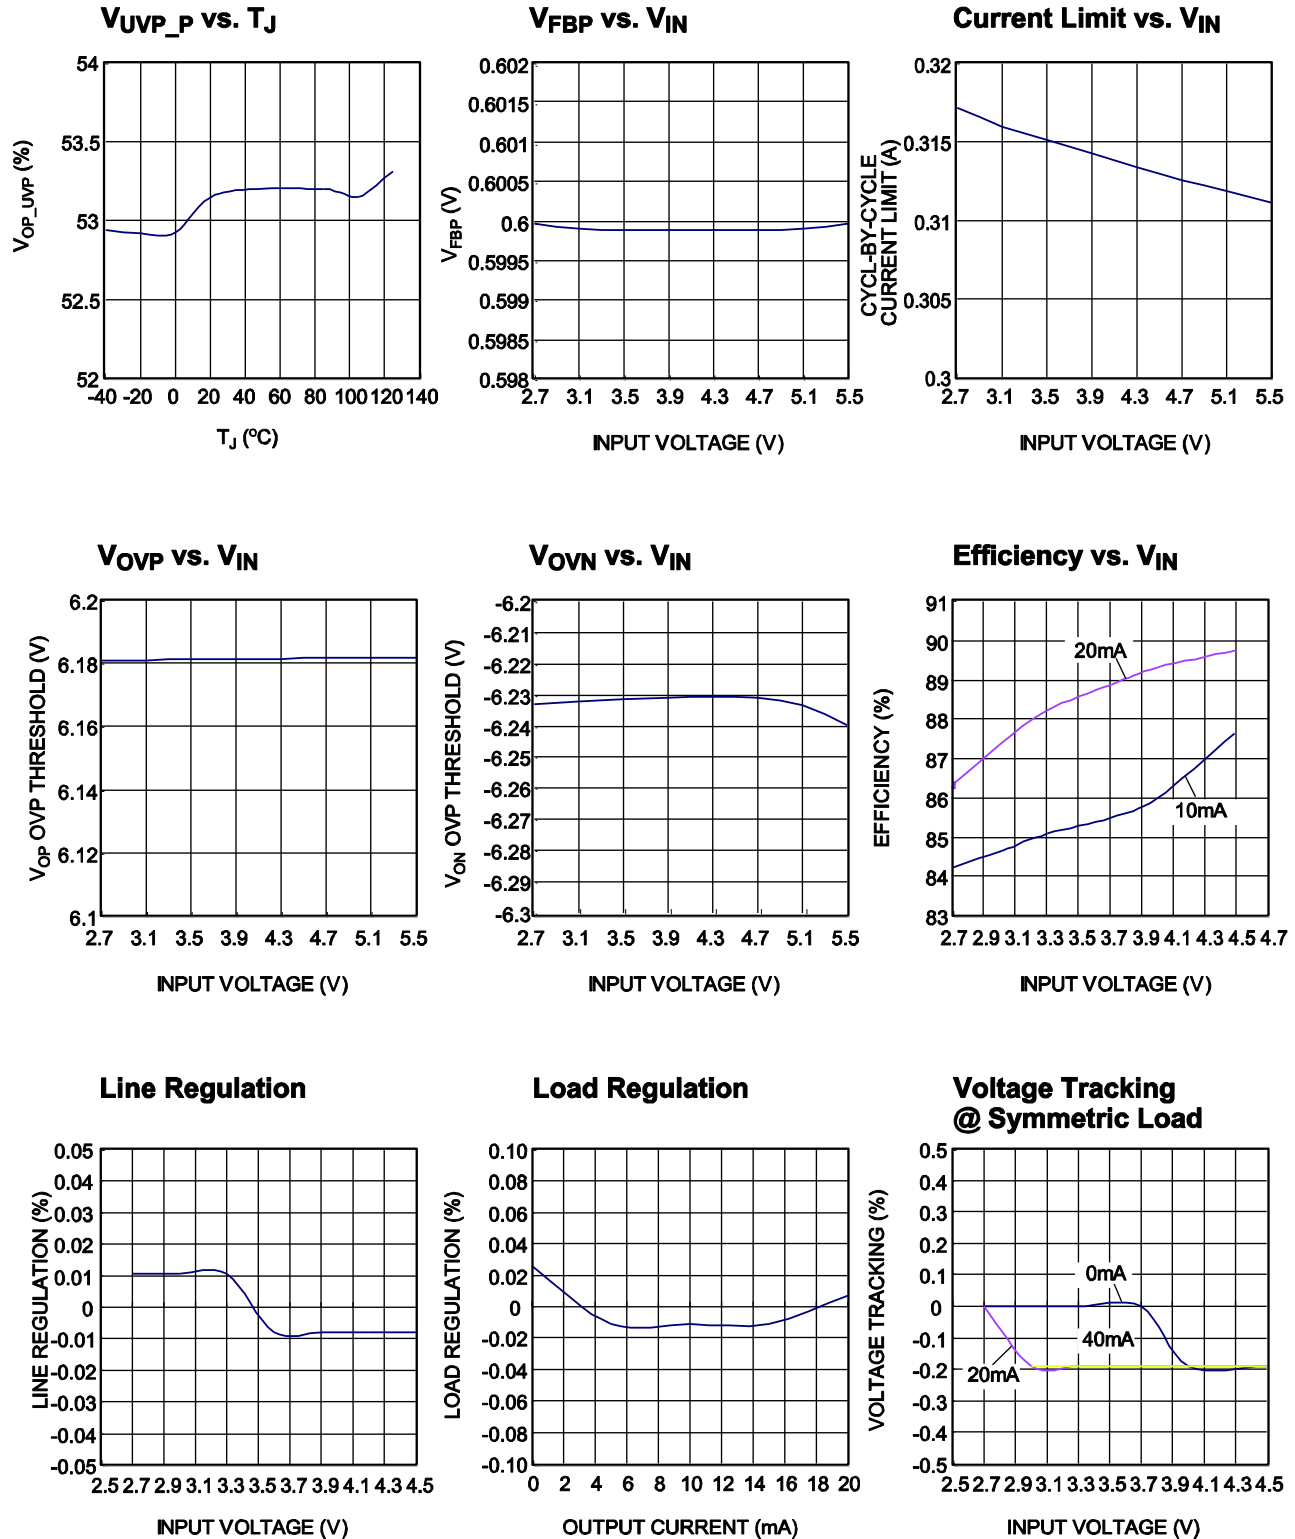 V_UVP_P vs. T_J
V_OP_UVP (%)
54
53.5
53
52.5
52
-40 -20 0 20 40 60 80 100 120 140
T_J (ºC)
V_FBP vs. V_IN
V_FBP (V)
0.602
0.6015
0.601
0.6005
0.6
0.5995
0.599
0.5985
0.598
2.7 3.1 3.5 3.9 4.3 4.7 5.1 5.5
INPUT VOLTAGE (V)
Current Limit vs. V_IN
CYCL-BY-CYCLE
CURRENT LIMIT (A)
0.32
0.315
0.31
0.305
0.3
2.7 3.1 3.5 3.9 4.3 4.7 5.1 5.5
INPUT VOLTAGE (V)
V_OVP vs. V_IN
V_OP OVP THRESHOLD (V)
6.2
6.18
6.16
6.14
6.12
6.1
2.7 3.1 3.5 3.9 4.3 4.7 5.1 5.5
INPUT VOLTAGE (V)
V_OVN vs. V_IN
V_ON OVP THRESHOLD (V)
-6.2
-6.21
-6.22
-6.23
-6.24
-6.25
-6.26
-6.27
-6.28
-6.29
-6.3
2.7 3.1 3.5 3.9 4.3 4.7 5.1 5.5
INPUT VOLTAGE (V)
Efficiency vs. V_IN
EFFICIENCY (%)
91
90
89
88
87
86
85
84
83
20mA
10mA
2.7 2.9 3.1 3.3 3.5 3.7 3.9 4.1 4.3 4.5 4.7
INPUT VOLTAGE (V)
Line Regulation
LINE REGULATION (%)
0.05
0.04
0.03
0.02
0.01
0
-0.01
-0.02
-0.03
-0.04
-0.05
2.5 2.7 2.9 3.1 3.3 3.5 3.7 3.9 4.1 4.3 4.5
INPUT VOLTAGE (V)
Load Regulation
LOAD REGULATION (%)
0.10
0.08
0.06
0.04
0.02
0
-0.02
-0.04
-0.06
-0.08
-0.10
0 2 4 6 8 10 12 14 16 18 20
OUTPUT CURRENT (mA)
Voltage Tracking
@ Symmetric Load
VOLTAGE TRACKING (%)
0.5
0.4
0.3
0.2
0.1
0
-0.1
-0.2
-0.3
-0.4
-0.5
0mA
40mA
20mA
2.5 2.7 2.9 3.1 3.3 3.5 3.7 3.9 4.1 4.3 4.5
INPUT VOLTAGE (V)